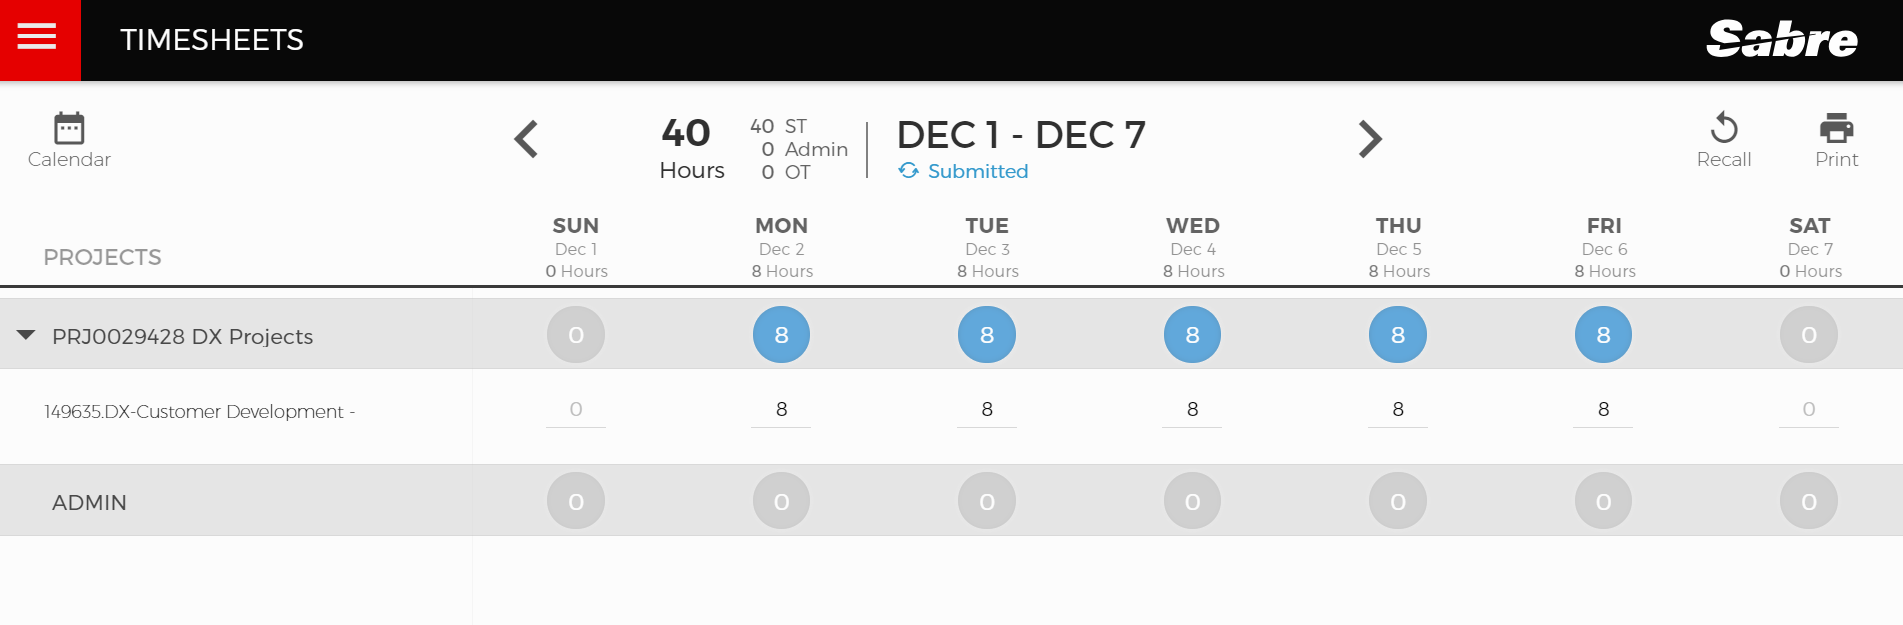 TIMESHEETS
Sabre
Calendar
40
Hours
40 ST
0 Admin
0 OT
DEC 1 - DEC 7
Submitted
Recall
Print
PROJECTS
SUN MON TUE WED THU FRI SAT
Dec 1 Dec 2 Dec 3 Dec 4 Dec 5 Dec 6 Dec 7
0 Hours 8 Hours 8 Hours 8 Hours 8 Hours 8 Hours 0 Hours
PRJ0029428 DX Projects 0 8 8 8 8 8 0
149635.DX-Customer Development - 0 8 8 8 8 8 0
ADMIN 0 0 0 0 0 0 0